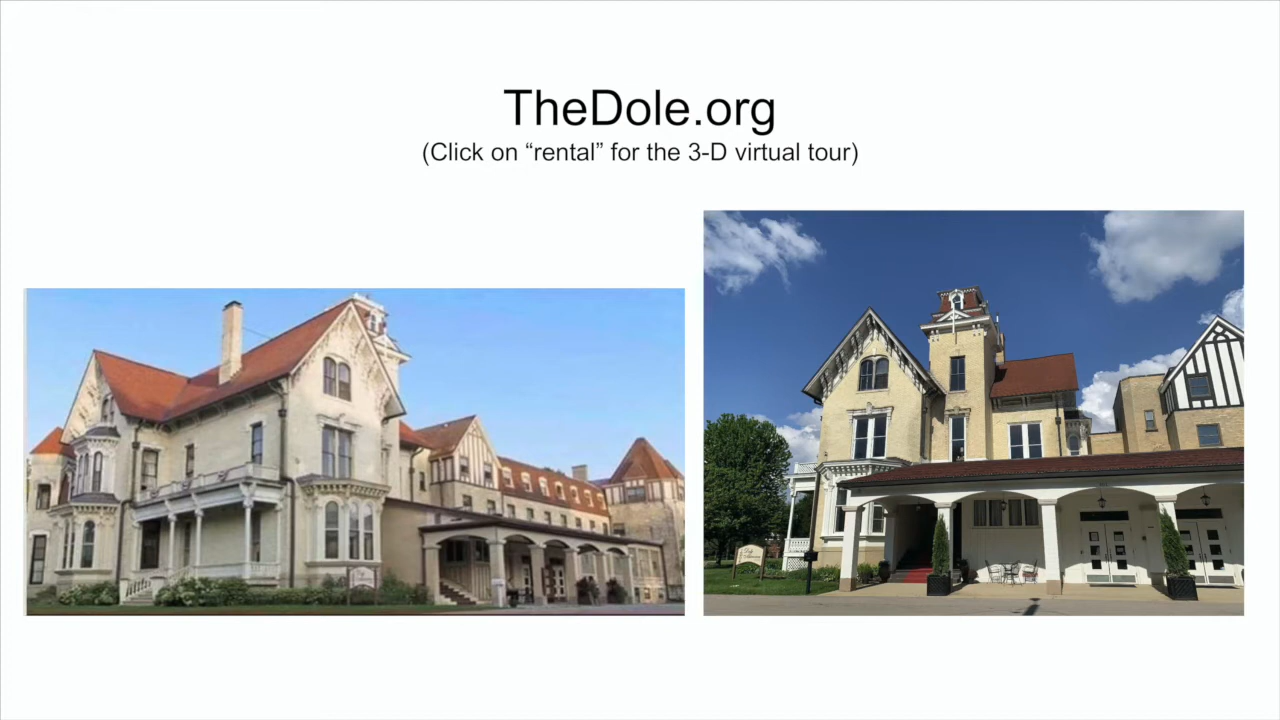 TheDole.org
(Click on “rental” for the 3-D virtual tour)